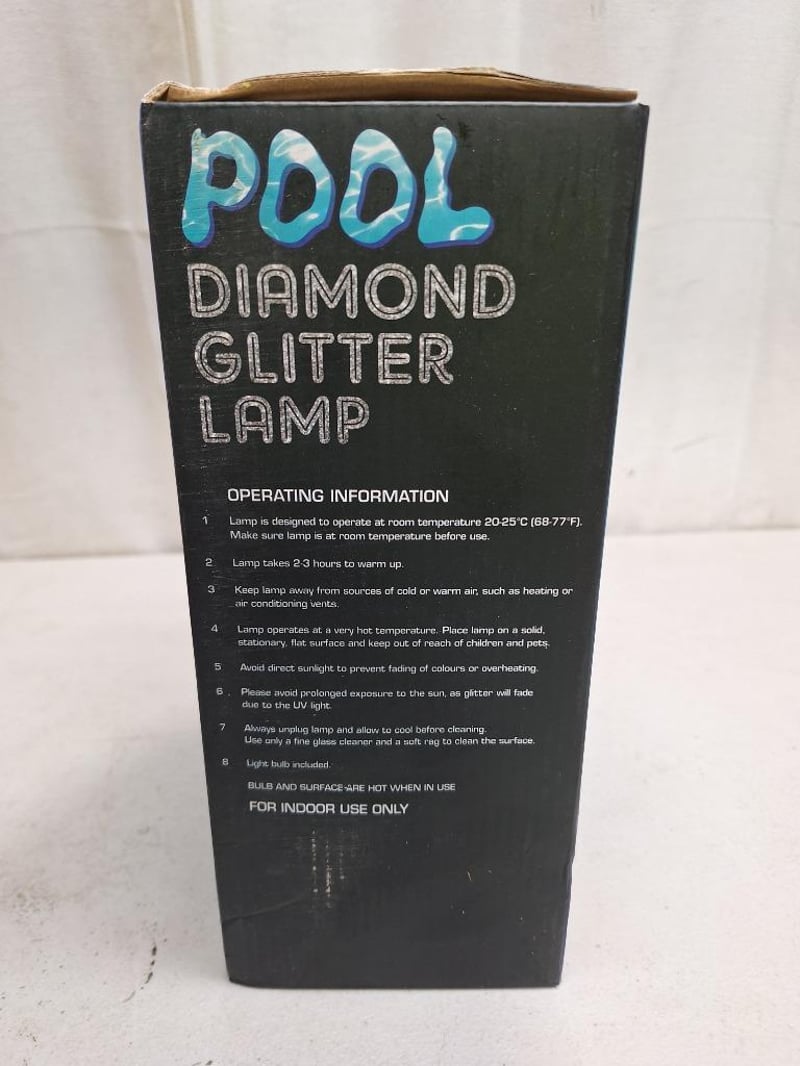 POOL
DIAMOND
GLITTER
LAMP
OPERATING INFORMATION
1 Lamp is designed to operate at room temperature 20-25°C (68-77°F).
Make sure lamp is at room temperature before use.
2 Lamp takes 2-3 hours to warm up.
3 Keep lamp away from sources of cold or warm air, such as heating or
air conditioning vents.
4 Lamp operates at a very hot temperature. Place lamp on a solid,
stationary, flat surface and keep out of reach of children and pets.
5 Avoid direct sunlight to prevent fading of colours or overheating.
6. Please avoid prolonged exposure to the sun, as glitter will fade
due to the UV light.
7 Always unplug lamp and allow to cool before cleaning.
Use only a fine glass cleaner and a soft rag to clean the surface.
8 Light bulb included.
BULB AND SURFACE ARE HOT WHEN IN USE
FOR INDOOR USE ONLY